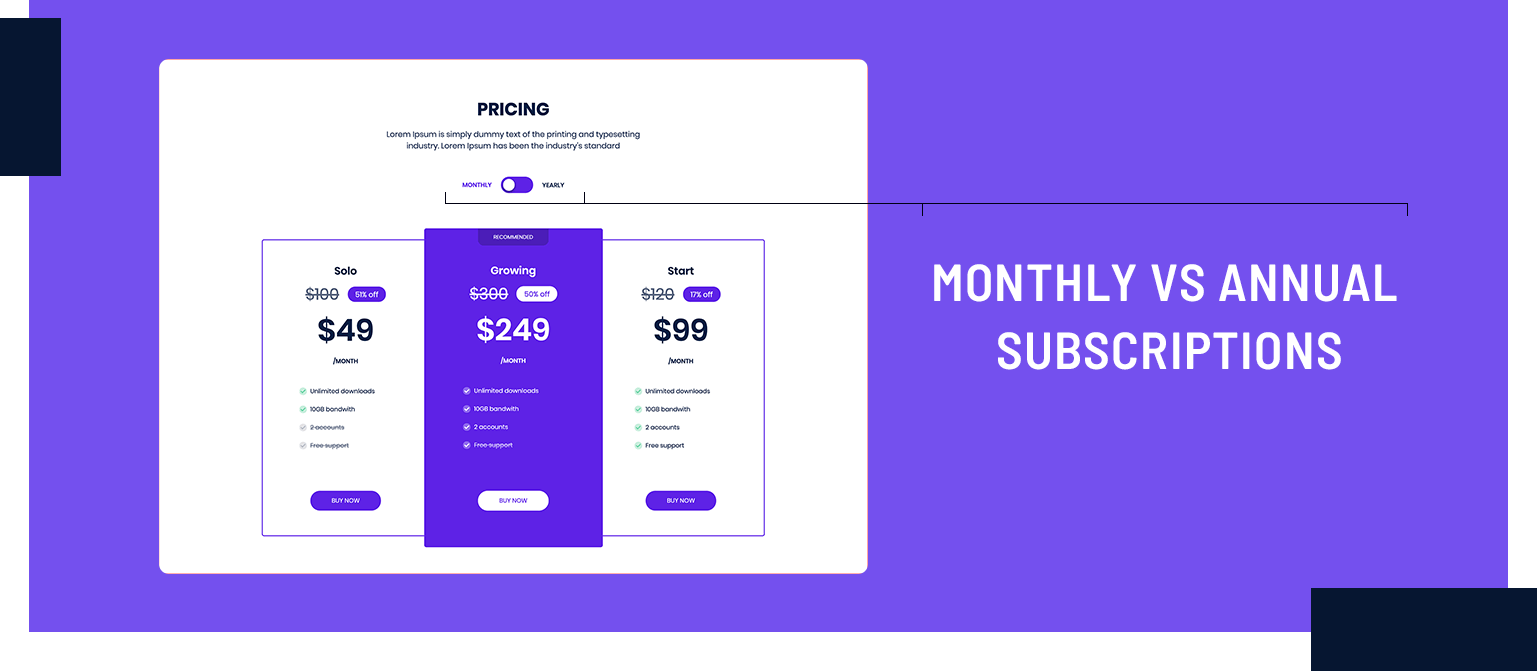 PRICING
Lorem Ipsum is simply dummy text of the printing and typesetting
industry. Lorem Ipsum has been the industry's standard
MONTHLY YEARLY
RECOMMENDED
Solo
$100 51% off
$49
/MONTH
Unlimited downloads
10GB bandwith
2 accounts
Free support
BUY NOW
Growing
$300 50% off
$249
/MONTH
Unlimited downloads
10GB bandwith
2 accounts
Free support
BUY NOW
Start
$120 17% off
$99
/MONTH
Unlimited downloads
10GB bandwith
2 accounts
Free support
BUY NOW
MONTHLY VS ANNUAL
SUBSCRIPTIONS